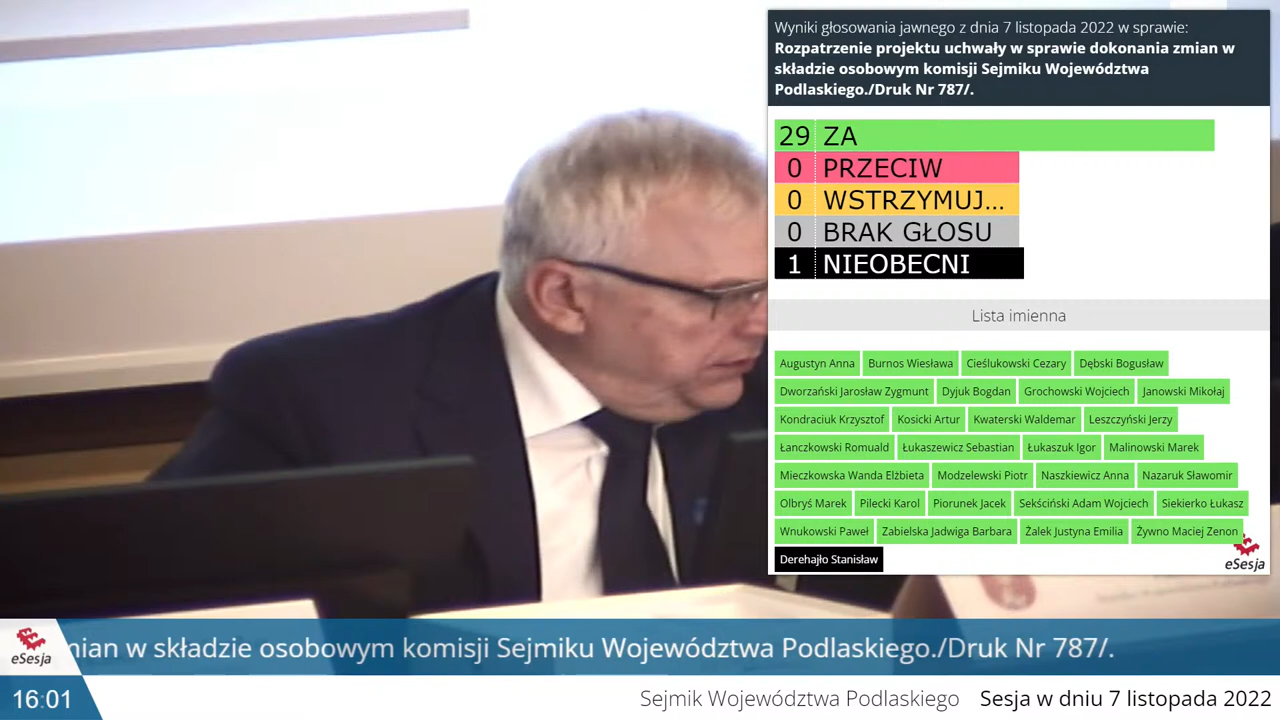 Wyniki głosowania jawnego z dnia 7 listopada 2022 w sprawie:
Rozpatrzenie projektu uchwały w sprawie dokonania zmian w
składzie osobowym komisji Sejmiku Województwa
Podlaskiego./Druk Nr 787/.
29 ZA
0 PRZECIW
0 WSTRZYMUJ...
0 BRAK GŁOSU
1 NIEOBECNI
Lista imienna
Augustyn Anna Burnos Wiesława Cieślukowski Cezary Dębski Bogusław
Dworzański Jarosław Zygmunt Dyjuk Bogdan Grochowski Wojciech Janowski Mikołaj
Kondraciuk Krzysztof Kosicki Artur Kwaterski Waldemar Leszczyński Jerzy
Łanczkowski Romuald Łukaszewicz Sebastian Łukaszuk Igor Malinowski Marek
Mieczkowska Wanda Elżbieta Modzelewski Piotr Naszkiewicz Anna Nazaruk Sławomir
Olbryś Marek Pilecki Karol Piorunek Jacek Sekściński Adam Wojciech Siekierko Łukasz
Wnukowski Paweł Zabielska Jadwiga Barbara Żalek Justyna Emilia Żywno Maciej Zenon
Derehajło Stanisław
eSesja
eSesja
mian w składzie osobowym komisji Sejmiku Województwa Podlaskiego./Druk Nr 787/.
16:01
Sejmik Województwa Podlaskiego Sesja w dniu 7 listopada 2022